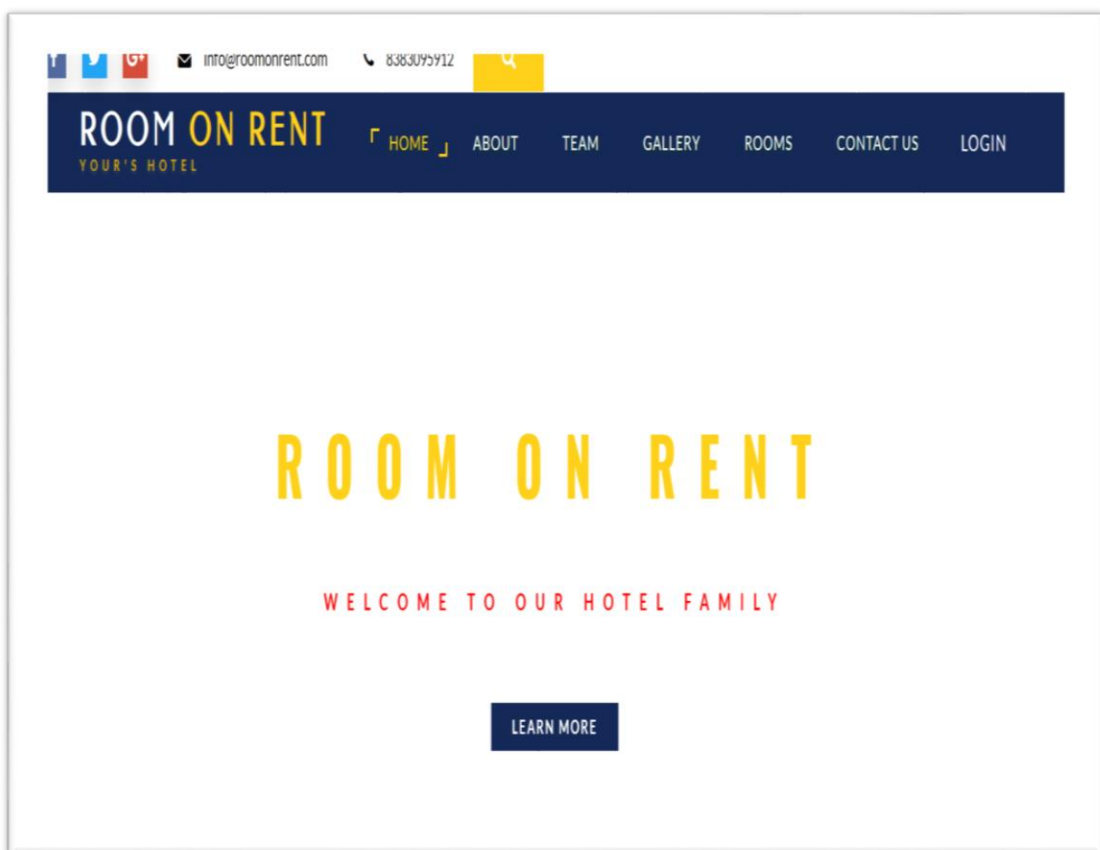 info@roomonrent.com 8383095912
ROOM ON RENT
YOUR'S HOTEL
HOME ABOUT TEAM GALLERY ROOMS CONTACT US LOGIN
ROOM ON RENT
WELCOME TO OUR HOTEL FAMILY
LEARN MORE